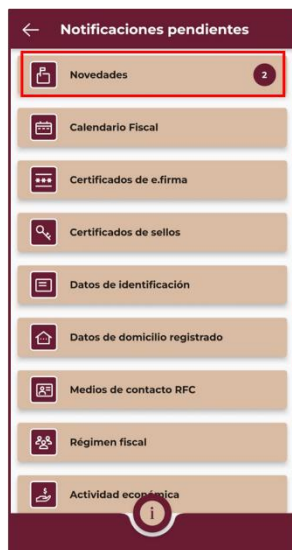 Notificaciones pendientes
Novedades 2
Calendario Fiscal
Certificados de e.firma
Certificados de sellos
Datos de identificación
Datos de domicilio registrado
Medios de contacto RFC
Régimen fiscal
Actividad económica
i